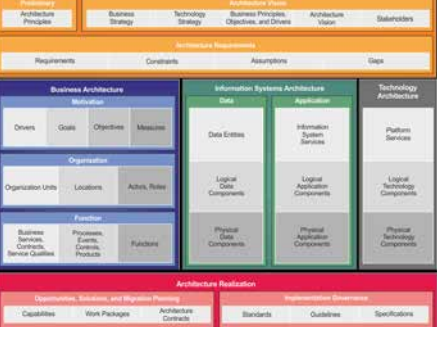 Preliminary
Architecture Vision
Architecture
Principles
Business
Strategy
Technology
Strategy
Business Principles,
Objectives, and Drivers
Architecture
Vision
Stakeholders
Architecture Requirements
Requirements
Constraints
Assumptions
Gaps
Business Architecture
Motivation
Drivers
Goals
Objectives
Measures
Organization
Organization Units
Locations
Actors, Roles
Function
Business
Services,
Contracts,
Service Qualities
Processes,
Events,
Controls,
Products
Functions
Information Systems Architecture
Data
Application
Data Entities
Information
System
Services
Logical
Data
Components
Logical
Application
Components
Physical
Data
Components
Physical
Application
Components
Technology
Architecture
Platform
Services
Logical
Technology
Components
Physical
Technology
Components
Architecture Realization
Opportunities, Solutions, and Migration Planning
Implementation Governance
Capabilities
Work Packages
Architecture
Contracts
Standards
Guidelines
Specifications